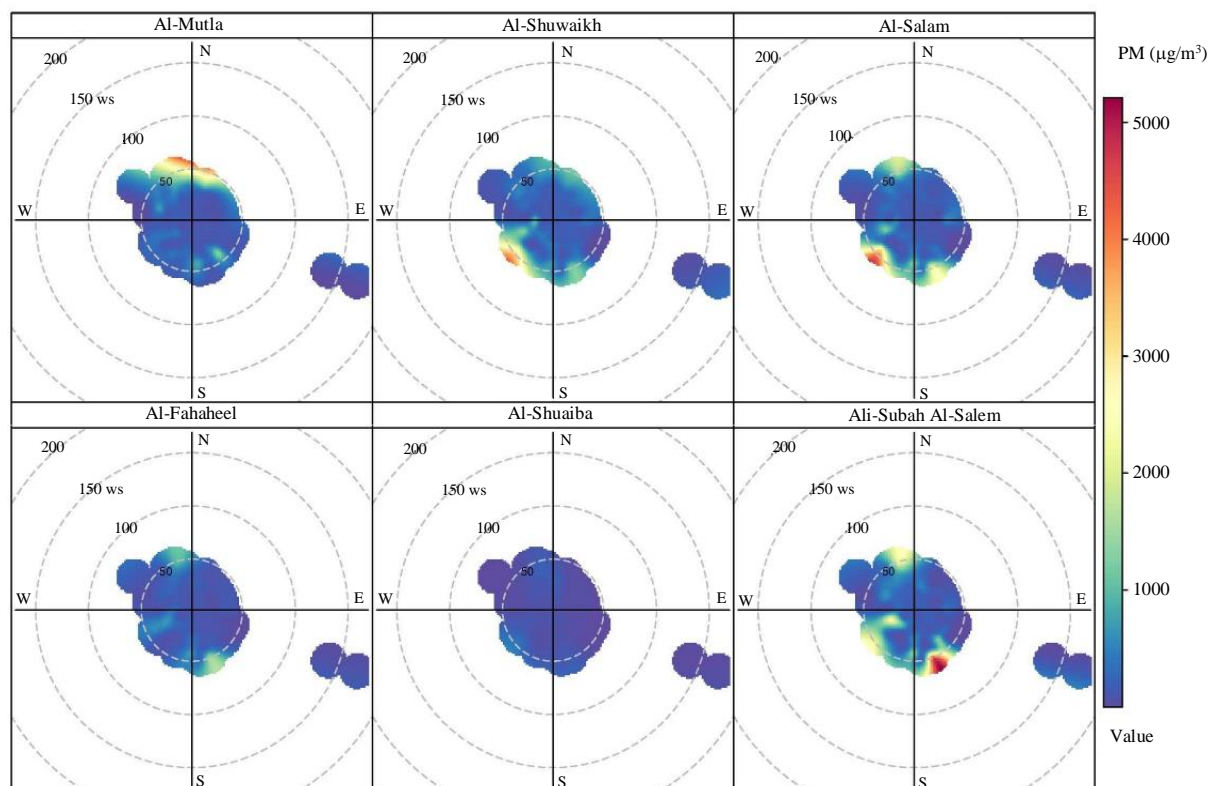 Al-Mutla
Al-Shuwaikh
Al-Salam
PM (μg/m³)
200
150 ws
100
50
N
W
E
S
200
150 ws
100
50
N
W
E
S
200
150 ws
100
50
N
W
E
S
5000
4000
3000
2000
1000
Value
Al-Fahaheel
Al-Shuaiba
Ali-Subah Al-Salem
200
150 ws
100
50
N
W
E
S
200
150 ws
100
50
N
W
E
S
200
150 ws
100
50
N
W
E
S